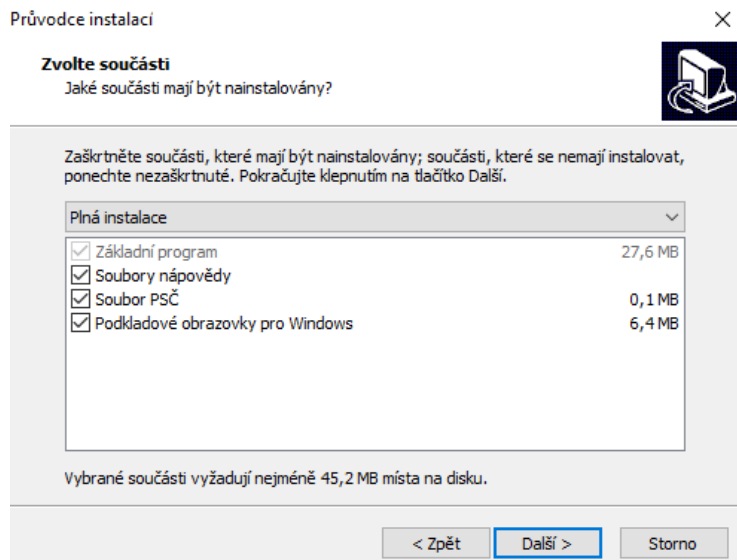 Průvodce instalací
Zvolte součásti
Jaké součásti mají být nainstalovány?
Zaškrtněte součásti, které mají být nainstalovány; součásti, které se nemají instalovat,
ponechte nezaškrtnuté. Pokračujte klepnutím na tlačítko Další.
Plná instalace
Základní program 27,6 MB
Soubory nápovědy
Soubor PSČ 0,1 MB
Podkladové obrazovky pro Windows 6,4 MB
Vybrané součásti vyžadují nejméně 45,2 MB místa na disku.
< Zpět Další > Storno